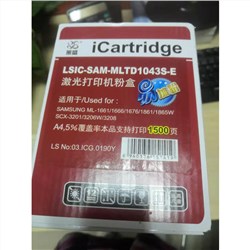 iCartridge
LSIC-SAM-MLTD1043S-E
激光打印机粉盒
适用于/Used for:
SAMSUNG ML-1661/1666/1676/1861/1865W
SCX-3201/3206W/3208
A4,5%覆盖率本品支持打印1500页
LS No:03.ICG.0190Y